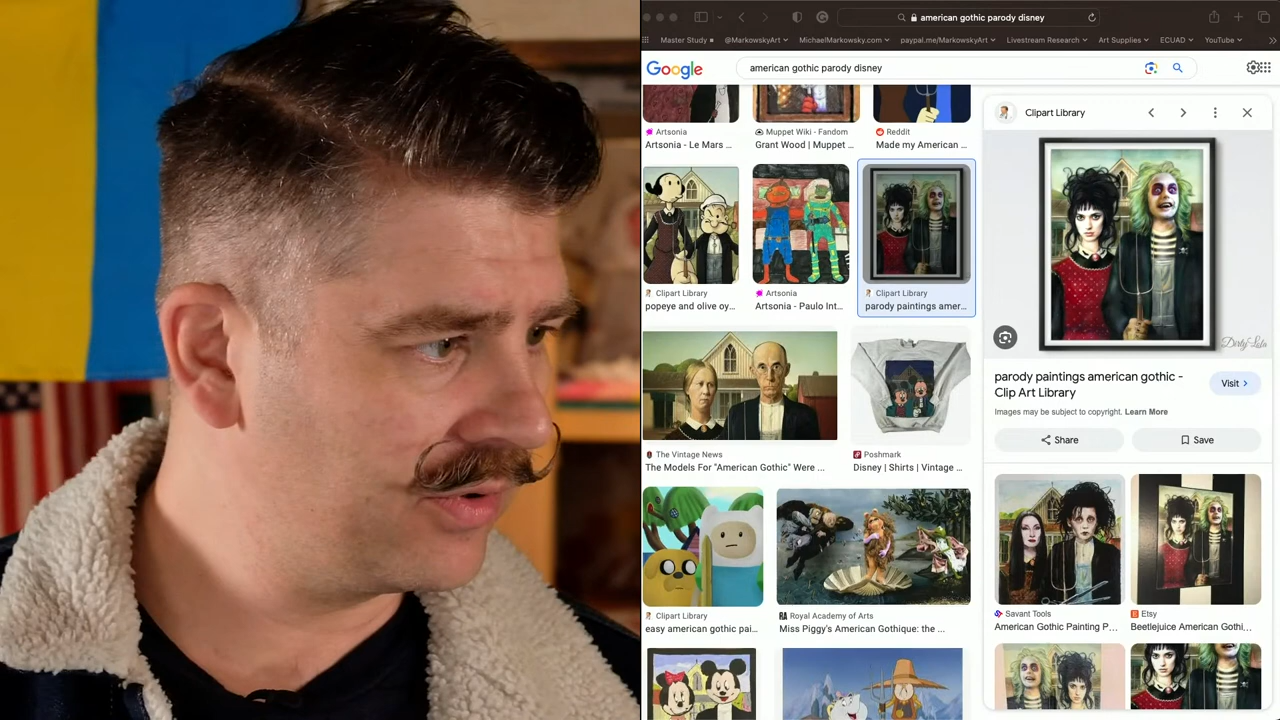 american gothic parody disney
Master Study
@MarkowskyArt
MichaelMarkowsky.com
paypal.me/MarkowskyArt
Livestream Research
Art Supplies
ECUAD
YouTube
Google
american gothic parody disney
Artsonia
Artsonia - Le Mars ...
Muppet Wiki - Fandom
Grant Wood | Muppet ...
Reddit
Made my American ...
Clipart Library
popeye and olive oy...
Artsonia
Artsonia - Paulo Int...
Clipart Library
parody paintings amer...
The Vintage News
The Models For "American Gothic" Were ...
Poshmark
Disney | Shirts | Vintage ...
Clipart Library
easy american gothic pai...
Royal Academy of Arts
Miss Piggy's American Gothique: the ...
Clipart Library
DirtyLola
parody paintings american gothic -
Clip Art Library
Visit
Images may be subject to copyright. Learn More
Share
Save
Savant Tools
American Gothic Painting P...
Etsy
Beetlejuice American Gothi...